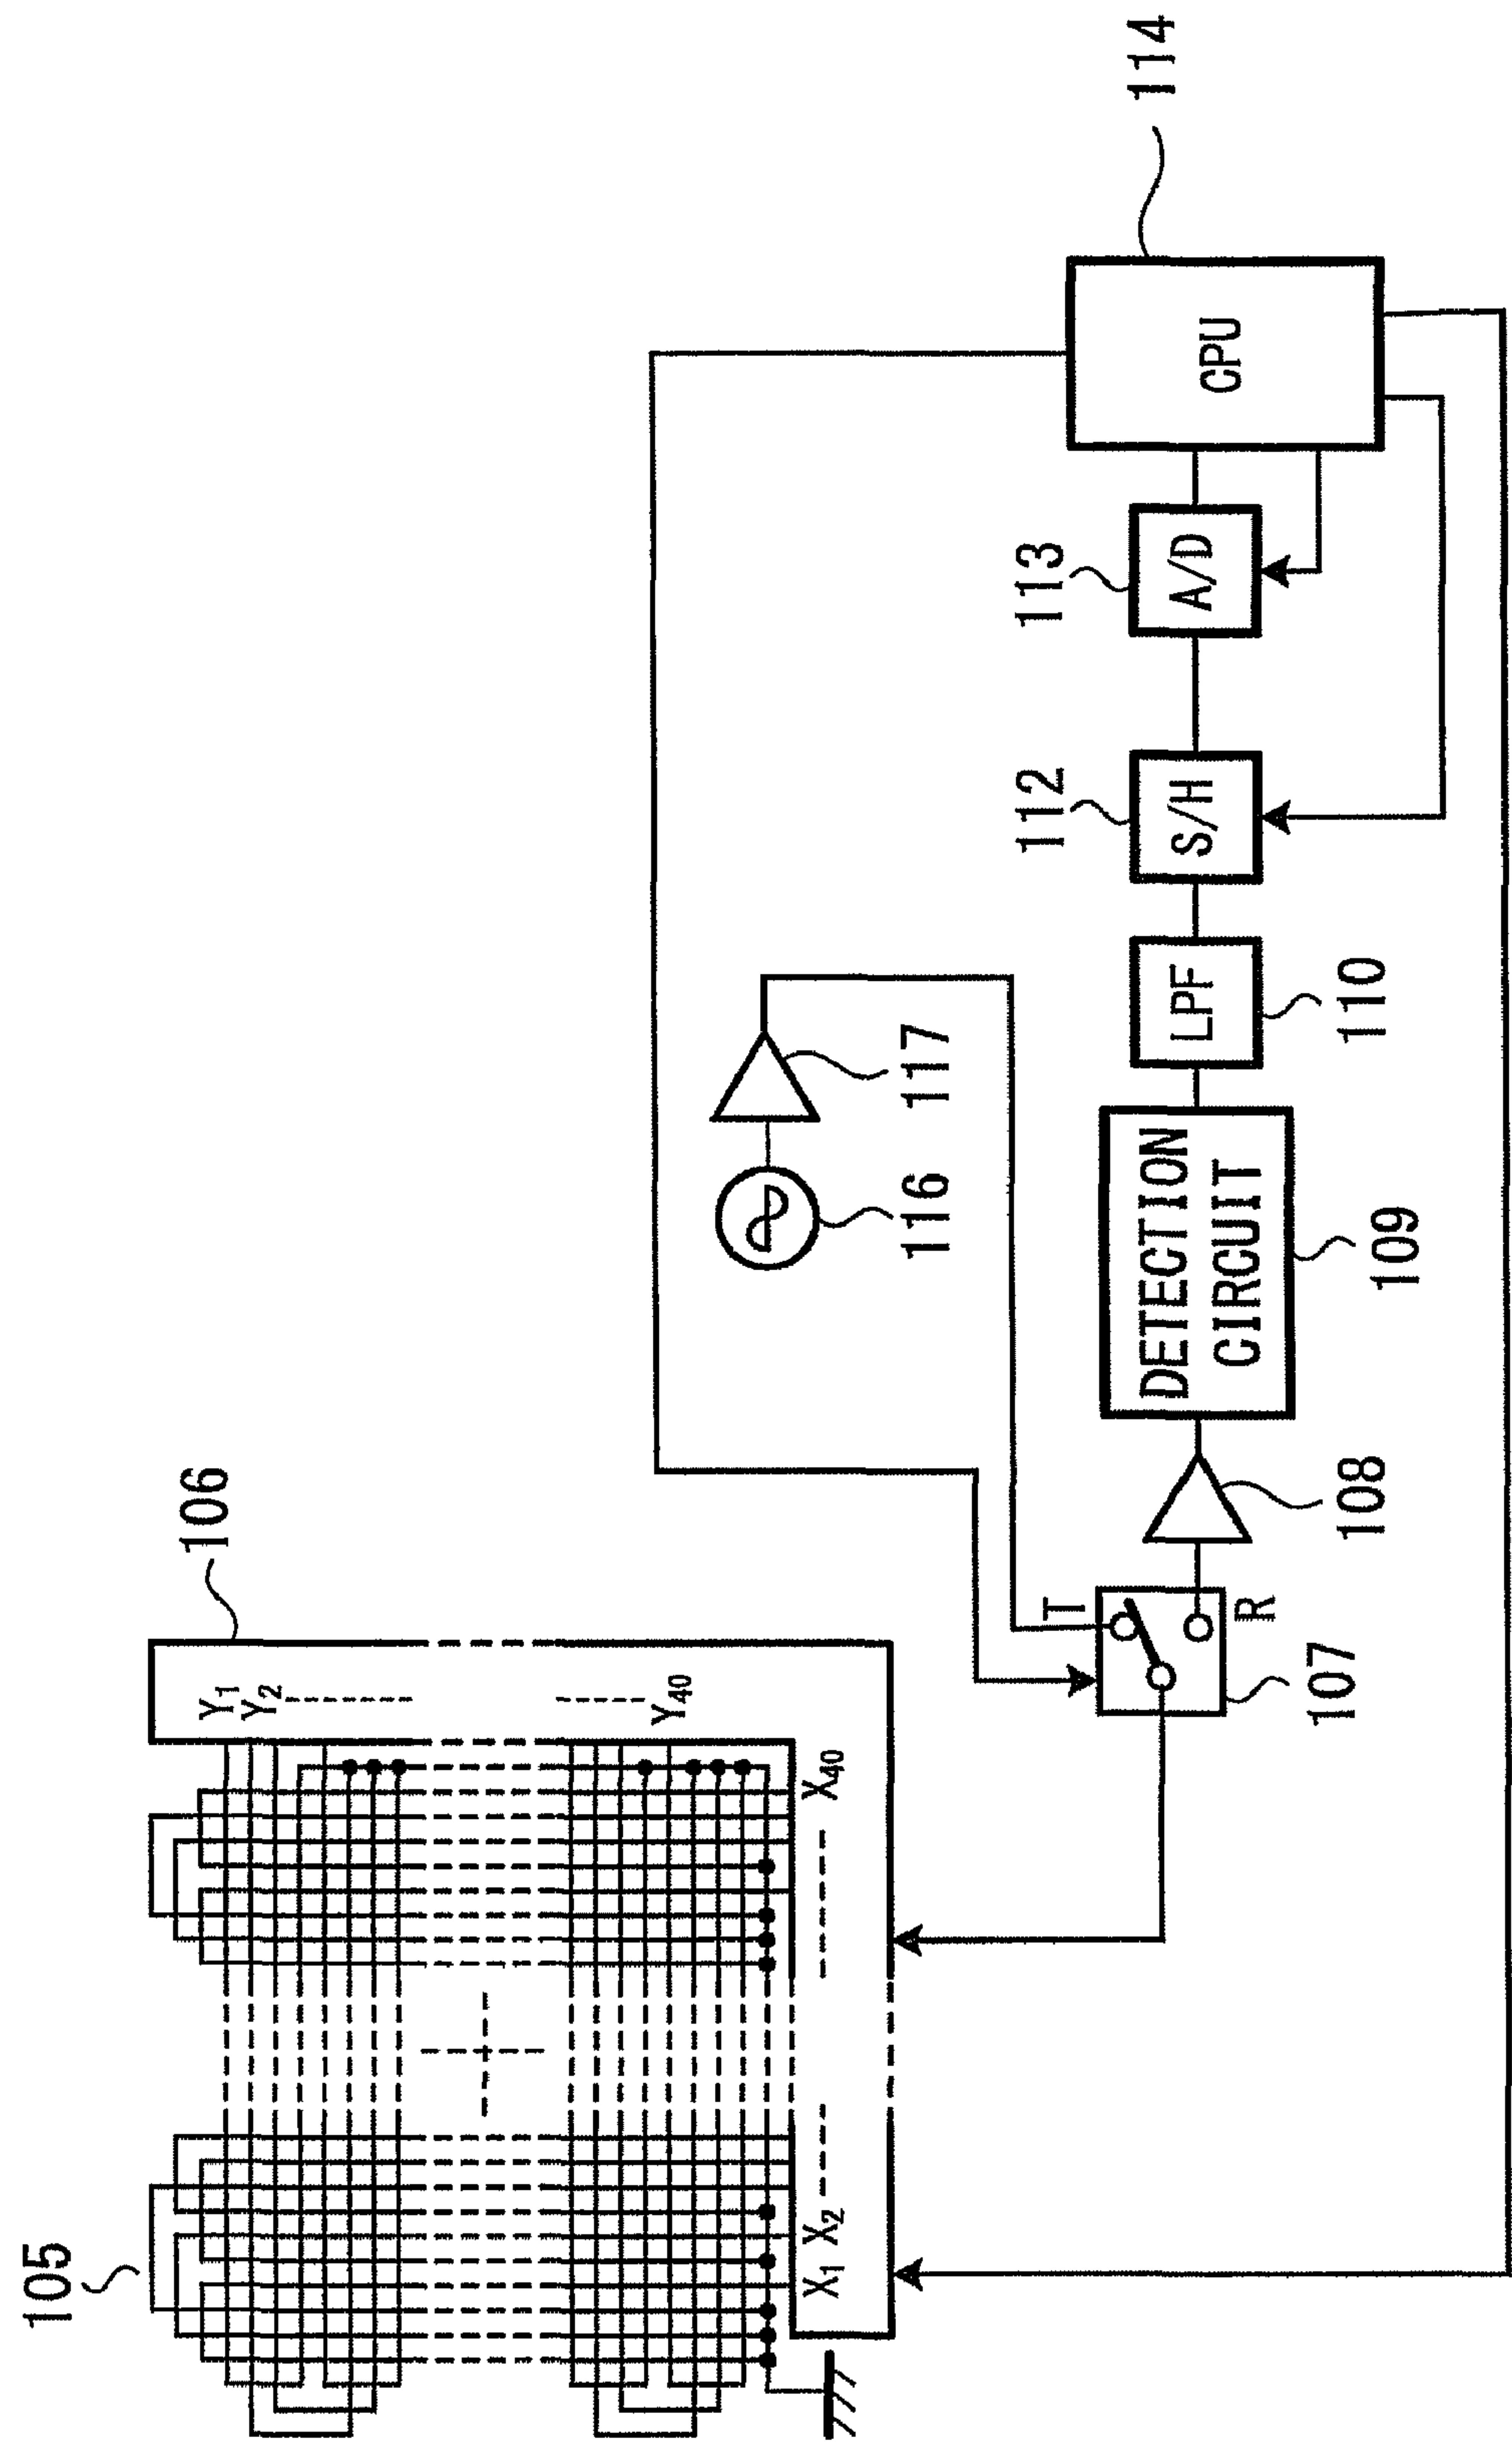 105
106
Y1
Y2
Y40
X1
X2
X40
107
T
R
108
DETECTION
CIRCUIT
109
116
117
LPF
110
S/H
112
A/D
113
CPU
114